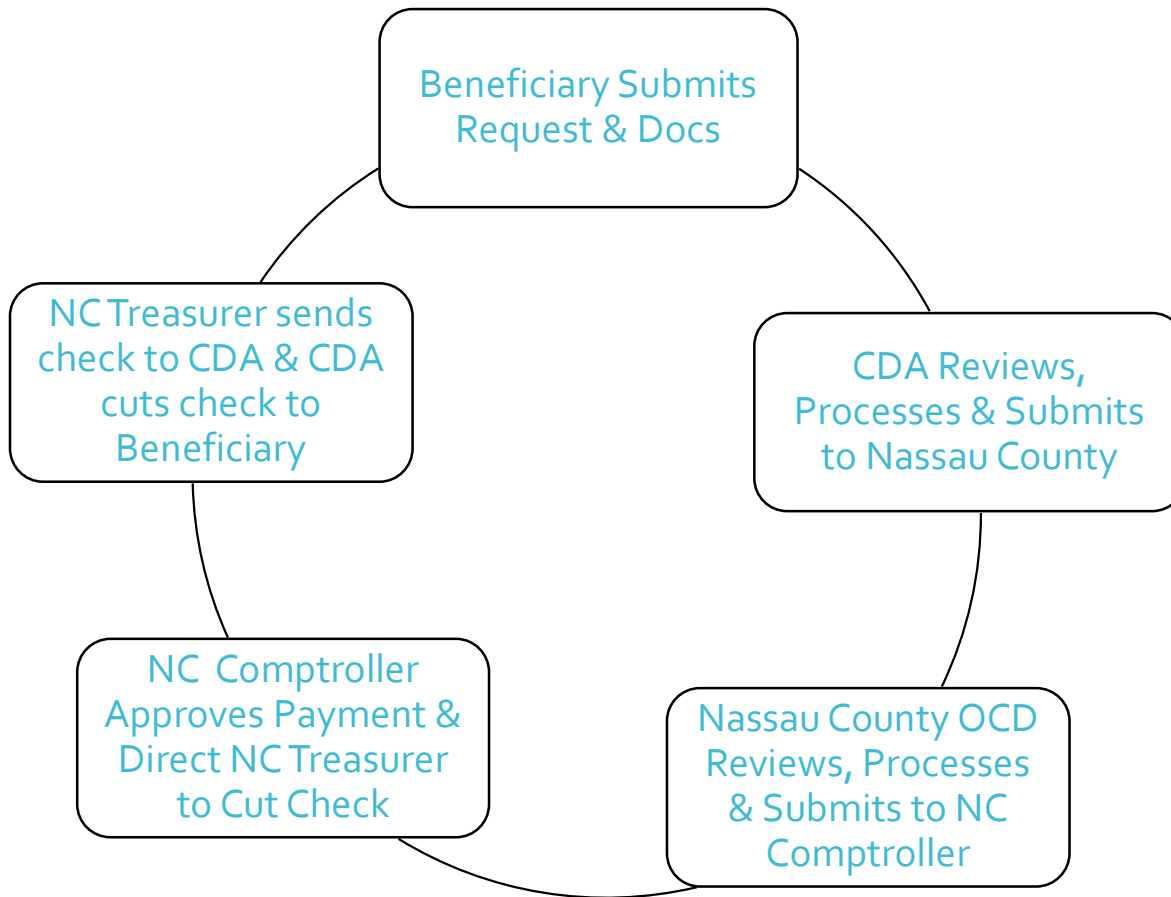 Beneficiary Submits
Request & Docs
CDA Reviews,
Processes & Submits
to Nassau County
Nassau County OCD
Reviews, Processes
& Submits to NC
Comptroller
NC Comptroller
Approves Payment &
Direct NC Treasurer
to Cut Check
NC Treasurer sends
check to CDA & CDA
cuts check to
Beneficiary